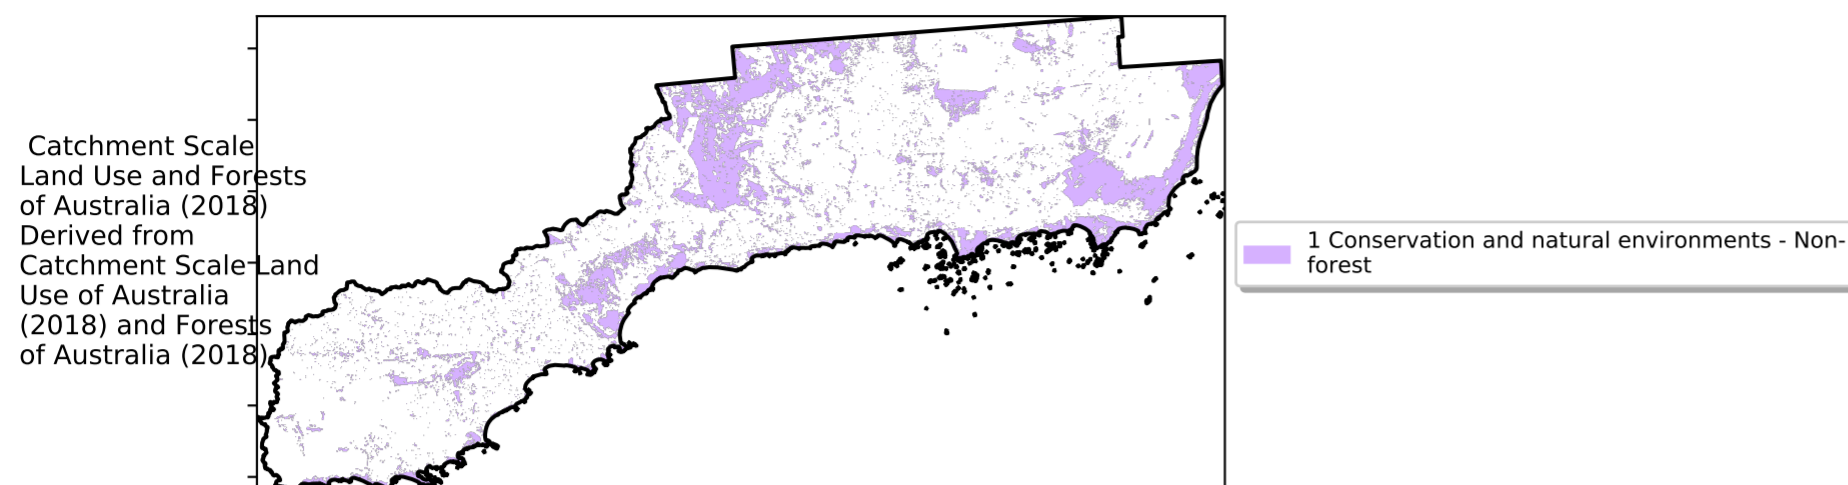 Catchment Scale
Land Use and Forests
of Australia (2018)
Derived from
Catchment Scale Land
Use of Australia
(2018) and Forests
of Australia (2018)
1 Conservation and natural environments - Non-
forest